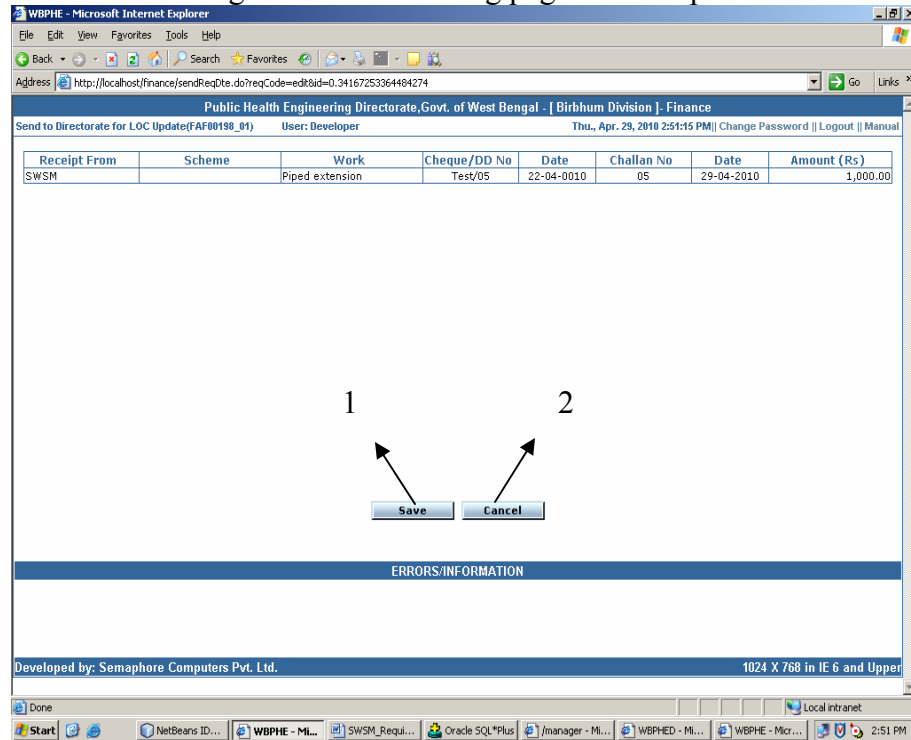 WBPHE - Microsoft Internet Explorer
File Edit View Favorites Tools Help
Back Search Favorites
Address http://localhost/finance/sendReqDte.do?reqCode=edit&id=0.34167253364484274 Go Links »
Public Health Engineering Directorate,Govt. of West Bengal - [ Birbhum Division ]- Finance
Send to Directorate for LOC Update(FAF00198_01) User: Developer Thu., Apr. 29, 2010 2:51:15 PM|| Change Password || Logout || Manual
Receipt From Scheme Work Cheque/DD No Date Challan No Date Amount (Rs)
SWSM Piped extension Test/05 22-04-0010 05 29-04-2010 1,000.00
1 2
Save Cancel
ERRORS/INFORMATION
Developed by: Semaphore Computers Pvt. Ltd. 1024 X 768 in IE 6 and Upper
Done Local intranet
Start NetBeans ID... WBPHE - Mi... SWSM_Requi... Oracle SQL*Plus /manager - Mi... WBPHED - Mi... WBPHE - Micr... 2:51 PM